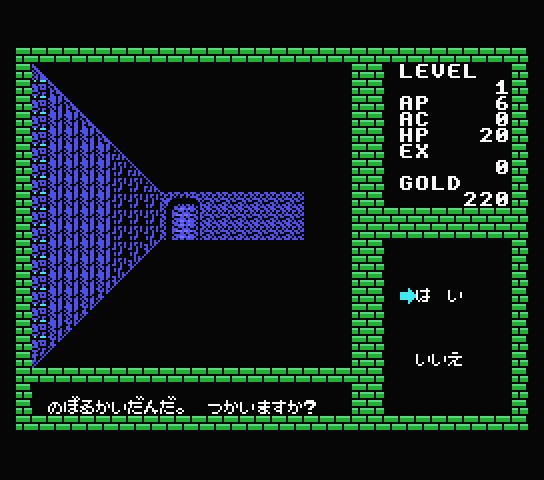 LEVEL
1
AP 6
AC 0
HP 20
EX
0
GOLD
220
は い
いいえ
のぼるかいだんだ。 つかいますか?